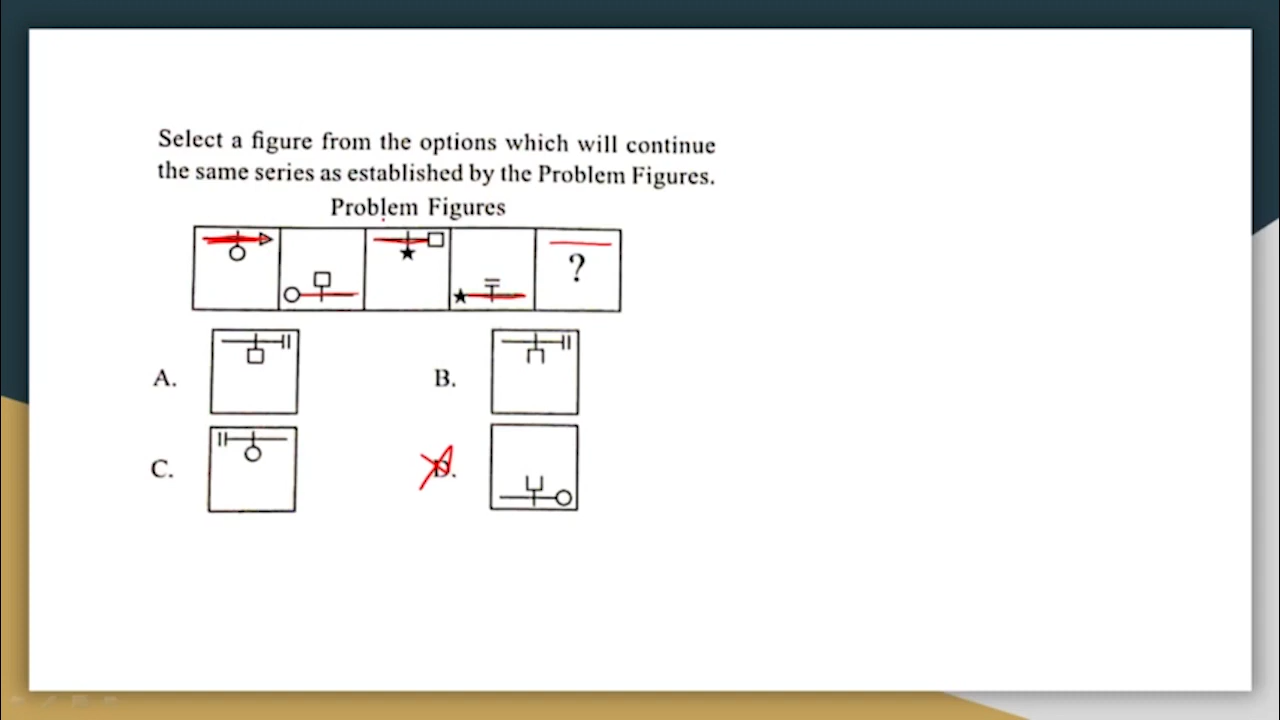 Select a figure from the options which will continue
the same series as established by the Problem Figures.
Problem Figures
?
A.
B.
C.
D.